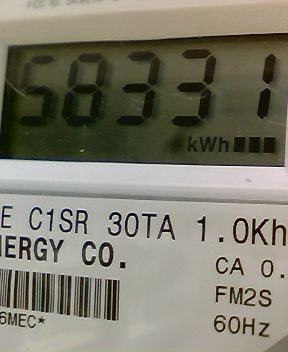 58331
kWh
E C1SR 30TA 1.0Kh
NERGY CO.
CA 0.
FM2S
6MEC*
60Hz